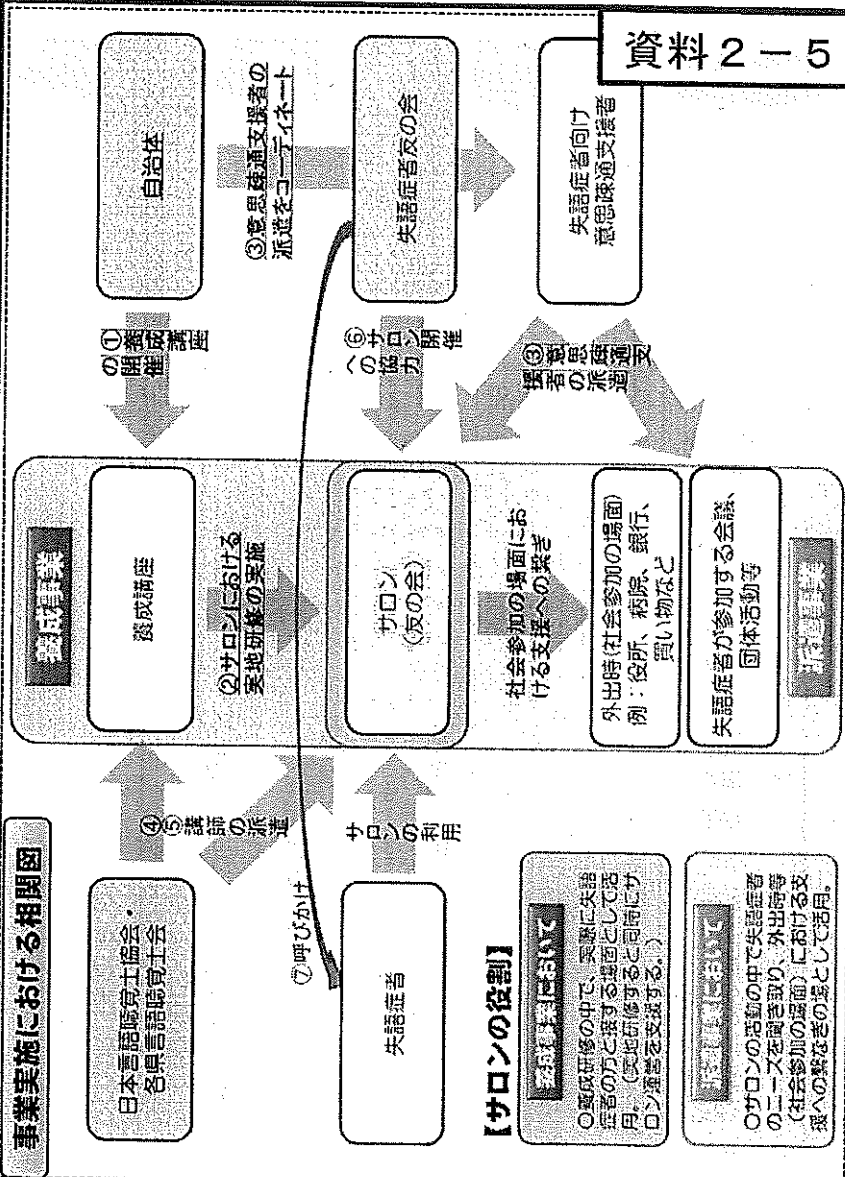 資料2-5
事業実施における相関図
日本言語聴覚士協会・
各県言語聴覚士会
④⑤講師の派遣
失語症者
サロンの利用
⑦呼びかけ
養成事業
養成講座
②サロンにおける
実地研修の実施
サロン
(友の会)
社会参加の場面にお
ける支援への繋ぎ
外出時(社会参加の場面)
例:役所、病院、銀行、
買い物など
失語症者が参加する会議、
団体活動等
派遣事業
①養成講座
の開催
⑥サロン開催
への協力
③意思疎通支
援者の派遣
自治体
③意思疎通支援者の
派遣をコーディネート
失語症者友の会
失語症者向け
意思疎通支援者
【サロンの役割】
養成事業において
○養成研修の中で、実際に失語
症者の方と接する場面として活
用。(実地研修すると同時にサ
ロン運営を支援する。)
派遣事業において
○サロンの活動の中で失語症者
のニーズを聞き取り、外出時等
(社会参加の場面)における支
援への繋なぎの場として活用。